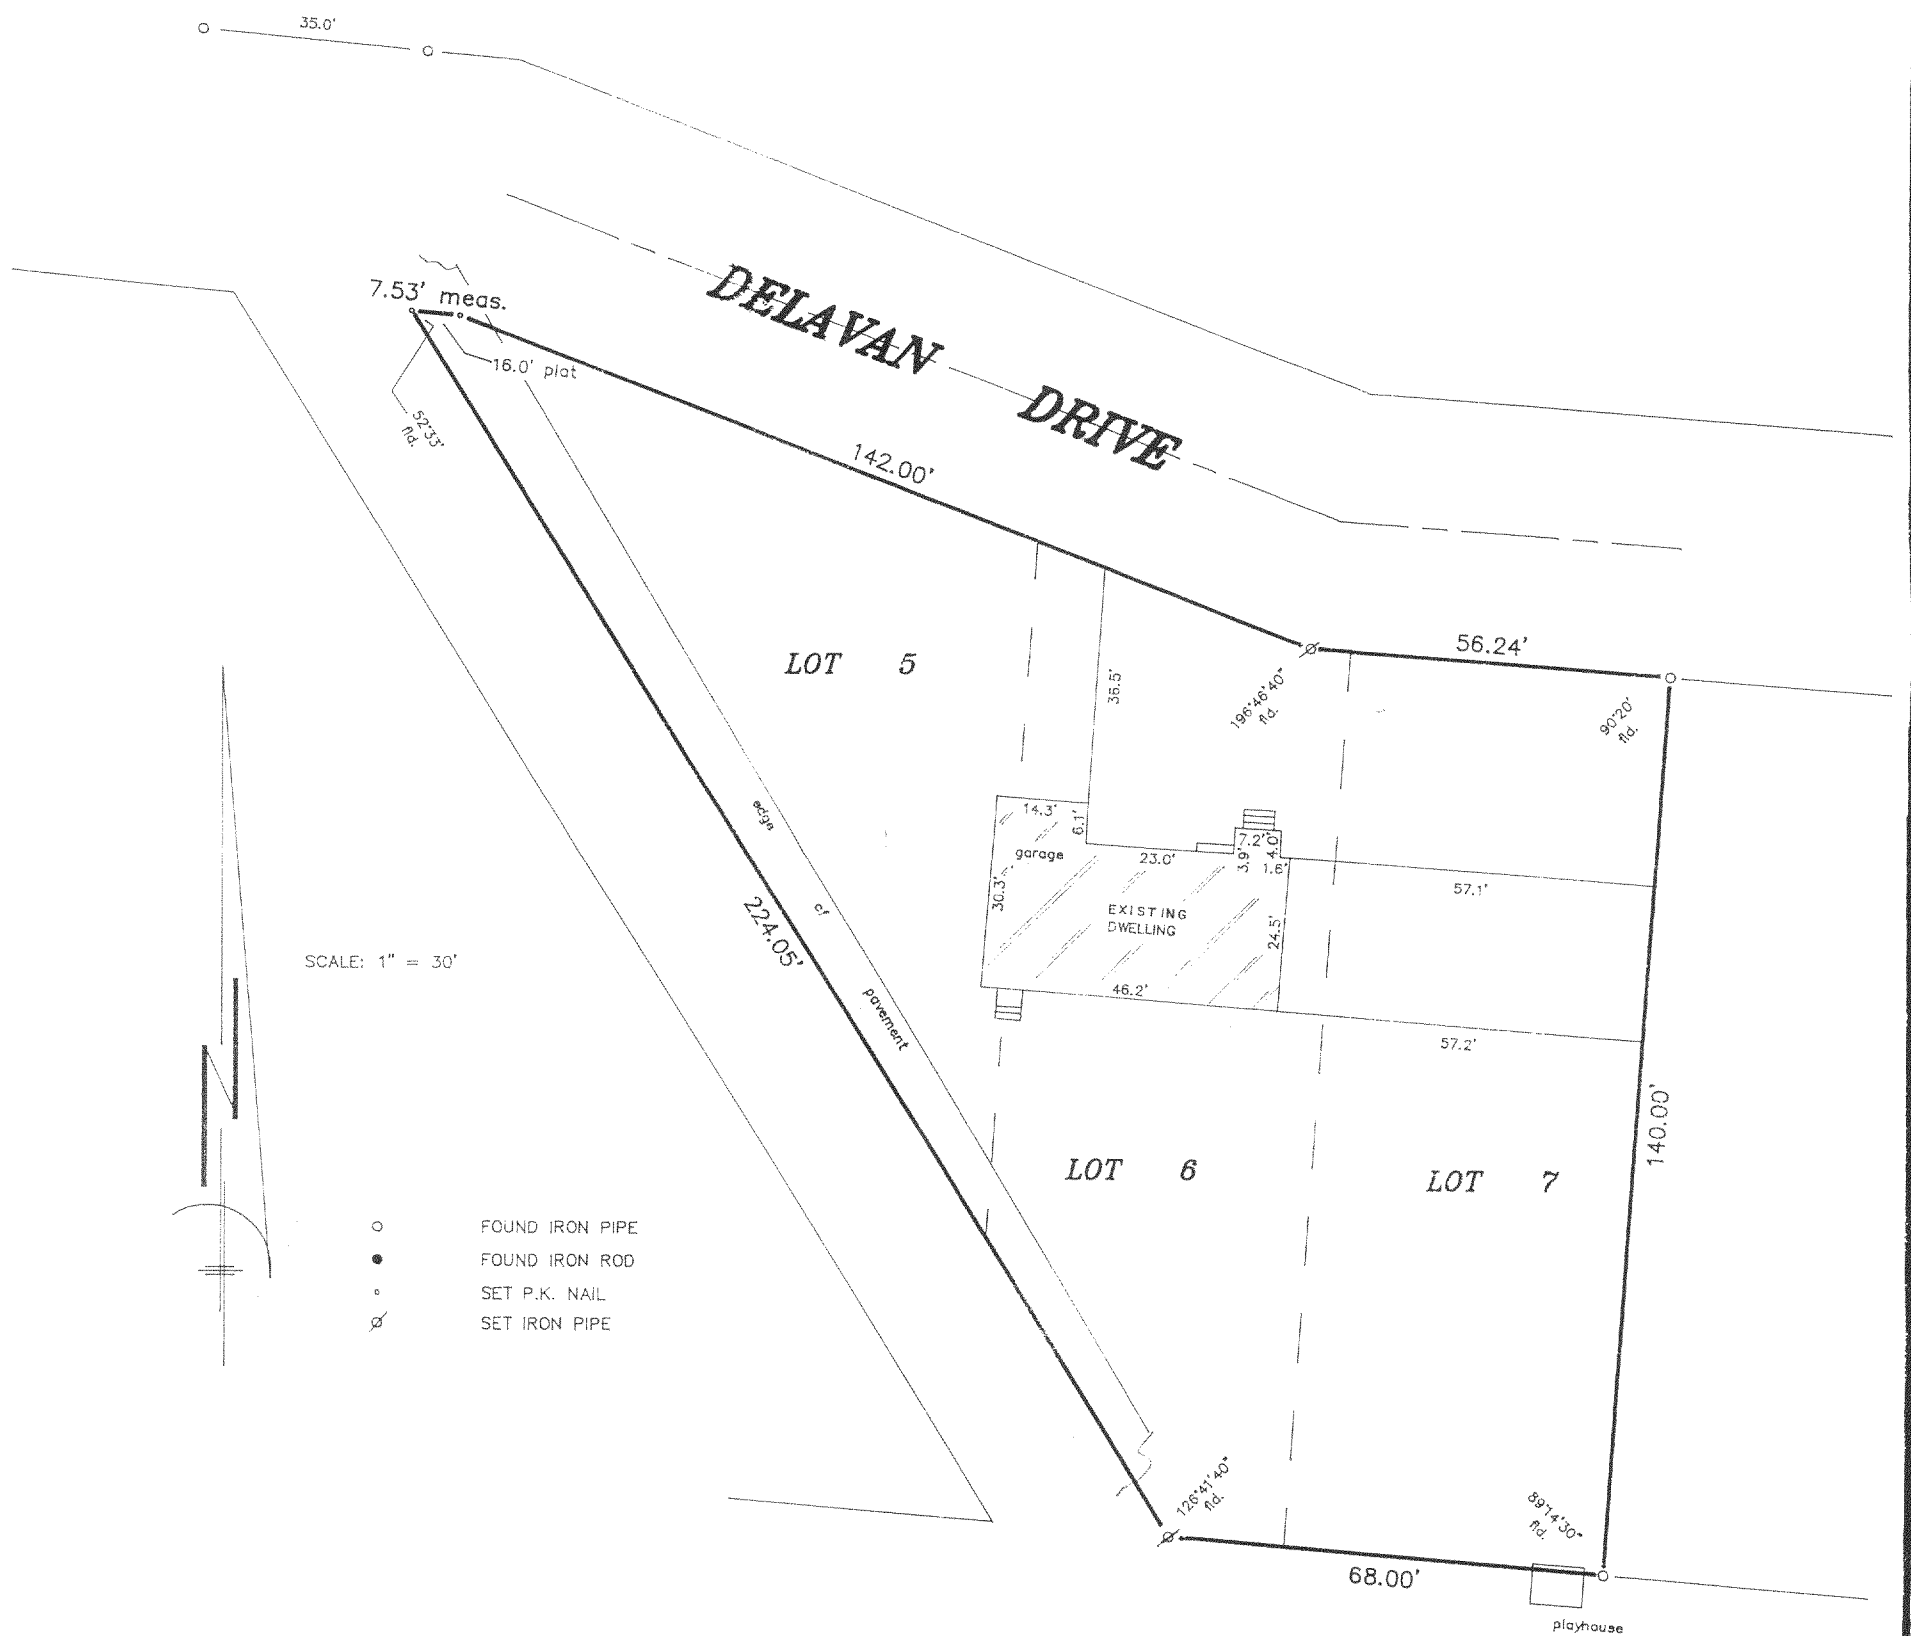 35.0'
7.53' meas.
16.0' plat
52°33'
fld.
DELAVAN DRIVE
142.00'
56.24'
LOT 5
36.5'
196°46'40"
fld.
90°20'
fld.
14.3'
6.1'
garage
30.3'
23.0'
7.2'
3.9'
4.0'
1.6'
57.1'
EXISTING
DWELLING
24.5'
46.2'
57.2'
edge of pavement
224.05'
SCALE: 1" = 30'
N
140.00'
LOT 6
LOT 7
FOUND IRON PIPE
FOUND IRON ROD
SET P.K. NAIL
SET IRON PIPE
126°41'40"
fld.
89°14'30"
fld.
68.00'
playhouse